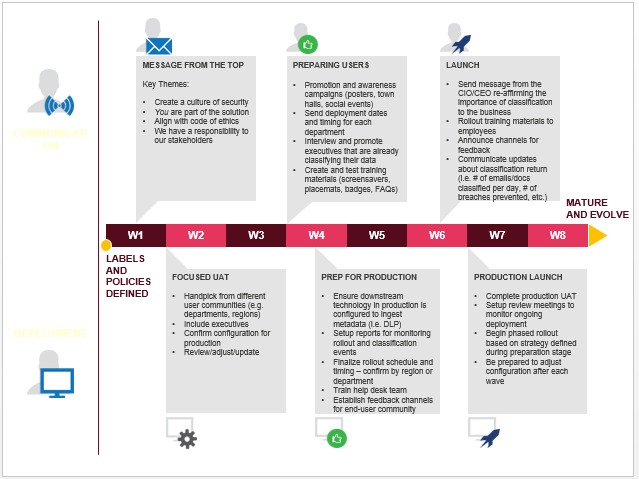 MESSAGE FROM THE TOP
Key Themes:
• Create a culture of security
• You are part of the solution
• Align with code of ethics
• We have a responsibility to
our stakeholders
PREPARING USERS
• Promotion and awareness
campaigns (posters, town
halls, social events)
• Send deployment dates
and timing for each
department
• Interview and promote
executives that are already
classifying their data
• Create and test training
materials (screensavers,
placemats, badges, FAQs)
LAUNCH
• Send message from the
CIO/CEO re-affirming the
importance of classification
to the business
• Rollout training materials to
employees
• Announce channels for
feedback
• Communicate updates
about classification return
(i.e. # of emails/docs
classified per day, # of
breaches prevented, etc.)
COMMUNICATI
ON
MATURE
AND EVOLVE
W1 W2 W3 W4 W5 W6 W7 W8
LABELS
AND
POLICIES
DEFINED
DEPLOYMENT
FOCUSED UAT
• Handpick from different
user communities (e.g.
departments, regions)
• Include executives
• Confirm configuration for
production
• Review/adjust/update
PREP FOR PRODUCTION
• Ensure downstream
technology in production is
configured to ingest
metadata (i.e. DLP)
• Setup reports for monitoring
rollout and classification
events
• Finalize rollout schedule and
timing – confirm by region or
department
• Train help desk team
• Establish feedback channels
for end-user community
PRODUCTION LAUNCH
• Complete production UAT
• Setup review meetings to
monitor ongoing
deployment
• Begin phased rollout
based on strategy defined
during preparation stage
• Be prepared to adjust
configuration after each
wave